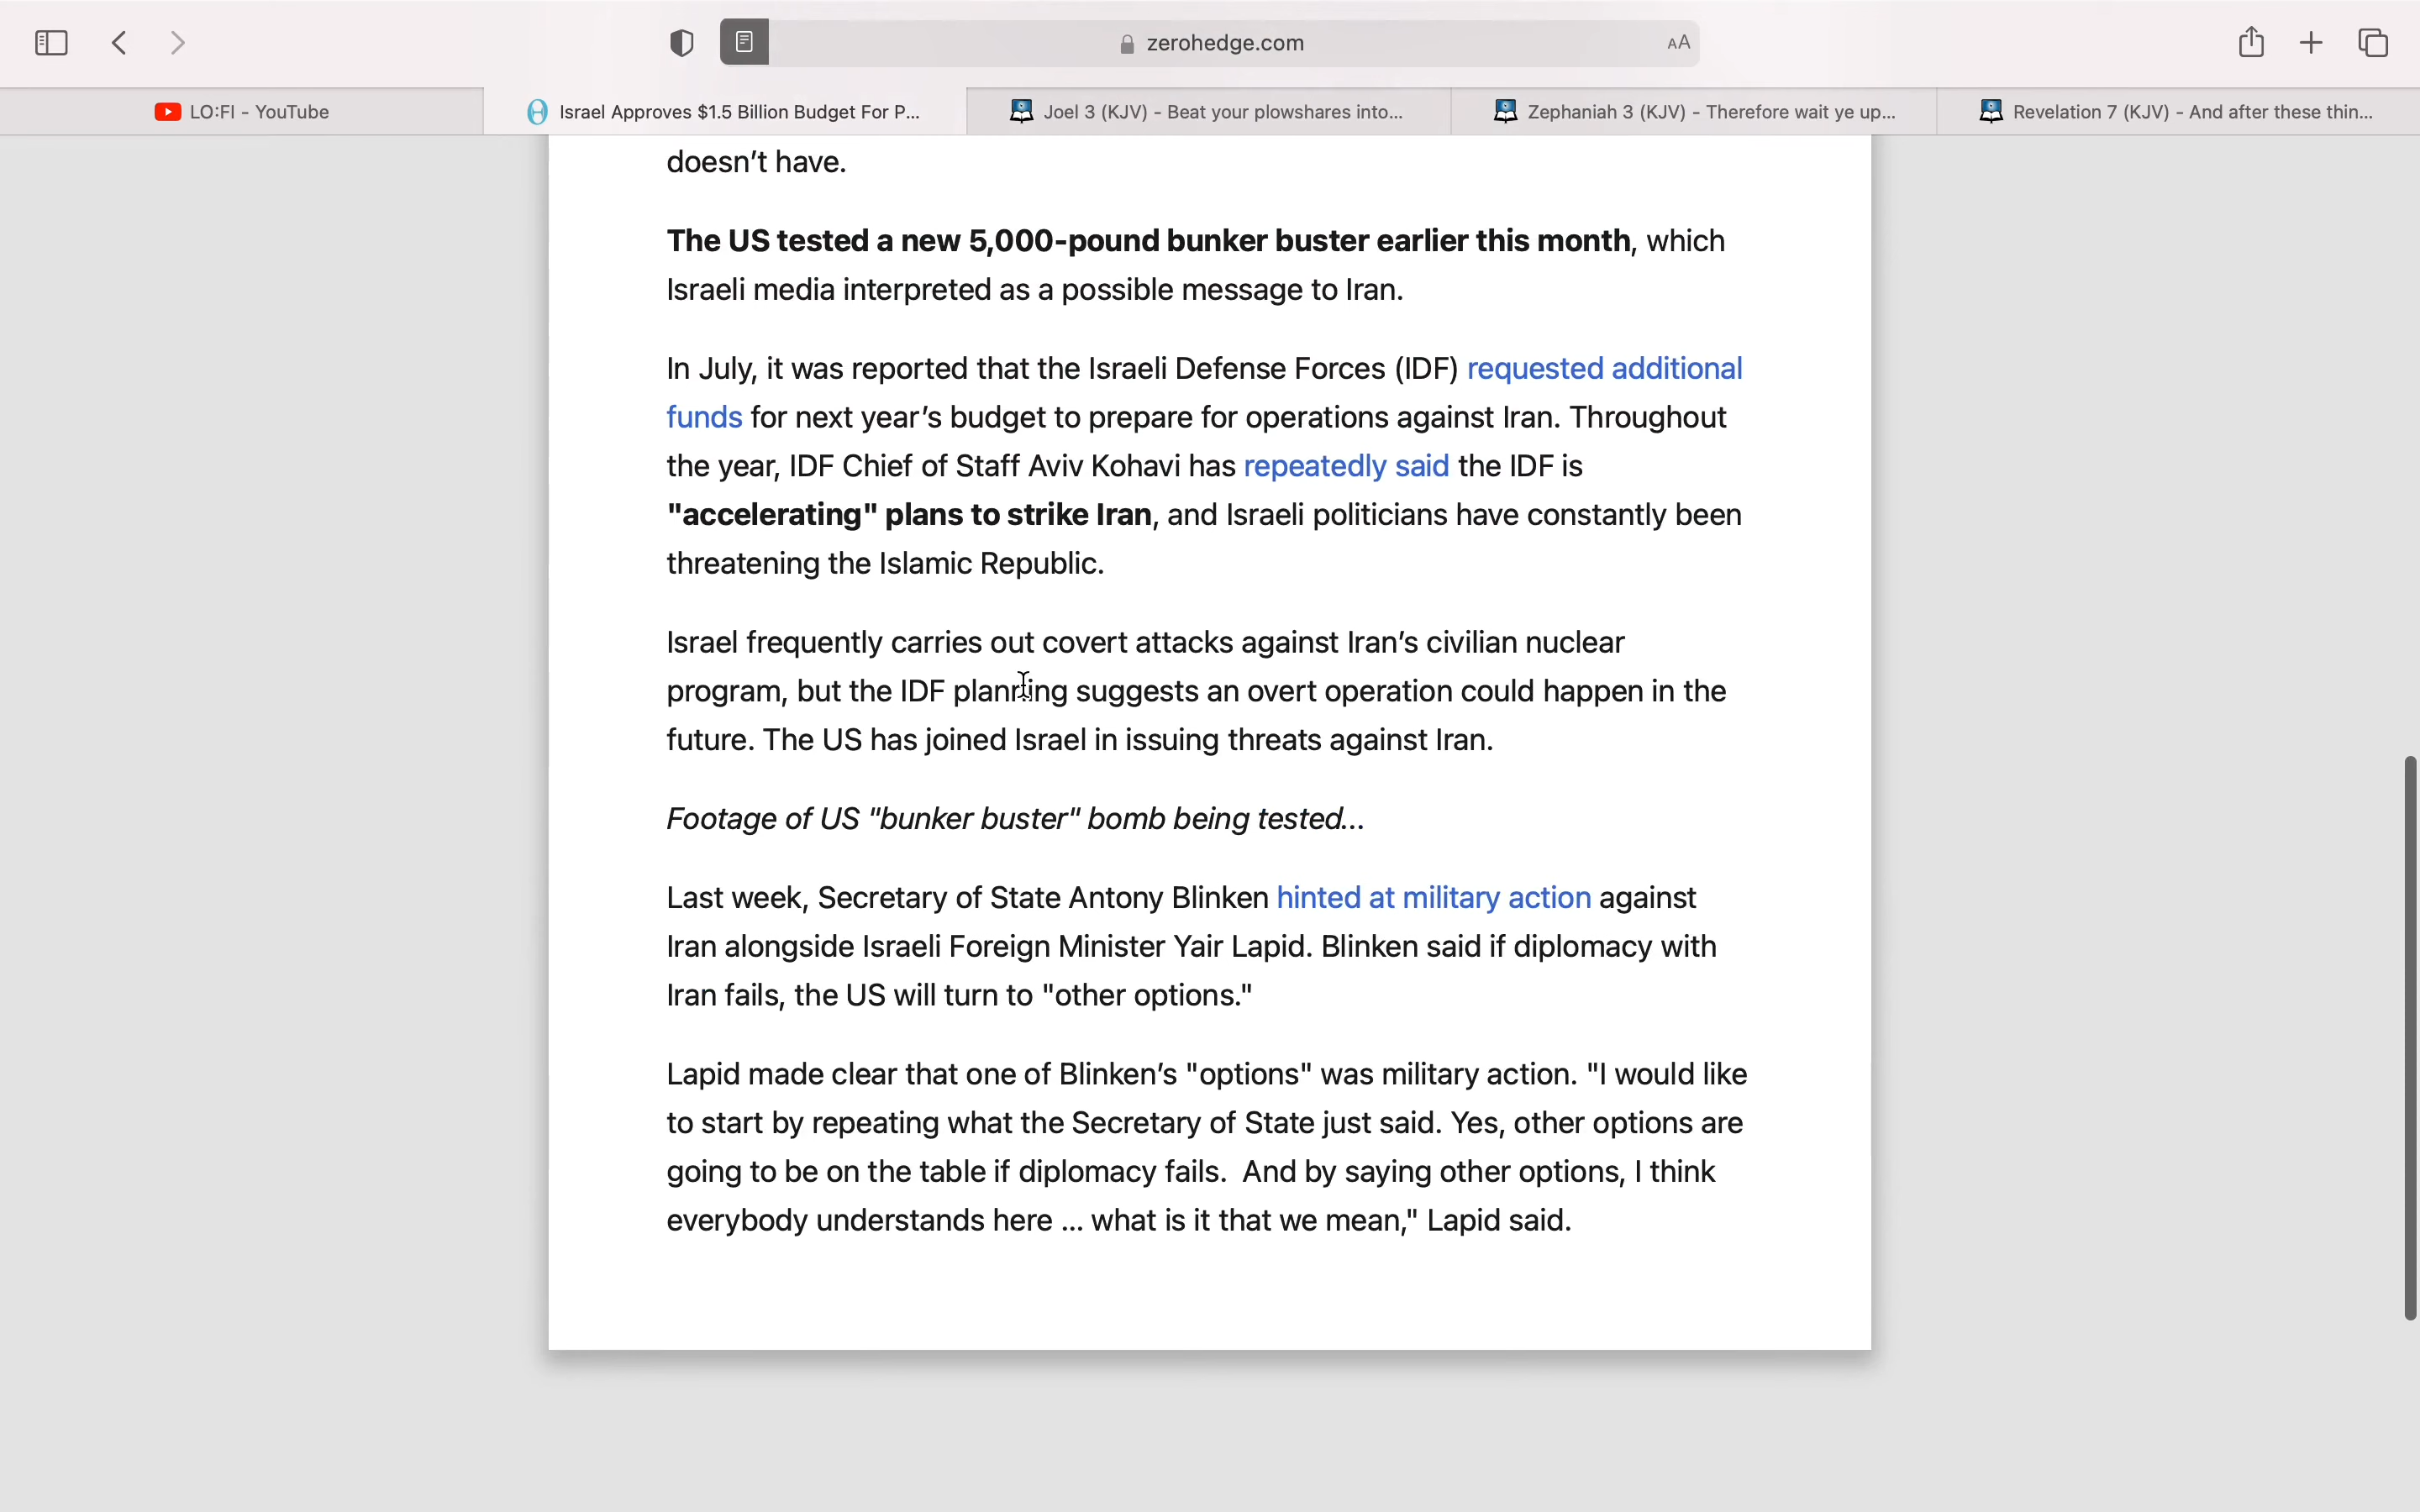 zerohedge.com
AA
LO:FI - YouTube
Israel Approves $1.5 Billion Budget For P...
Joel 3 (KJV) - Beat your plowshares into...
Zephaniah 3 (KJV) - Therefore wait ye up...
Revelation 7 (KJV) - And after these thin...
doesn’t have.
The US tested a new 5,000-pound bunker buster earlier this month, which
Israeli media interpreted as a possible message to Iran.
In July, it was reported that the Israeli Defense Forces (IDF) requested additional
funds for next year’s budget to prepare for operations against Iran. Throughout
the year, IDF Chief of Staff Aviv Kohavi has repeatedly said the IDF is
"accelerating" plans to strike Iran, and Israeli politicians have constantly been
threatening the Islamic Republic.
Israel frequently carries out covert attacks against Iran’s civilian nuclear
program, but the IDF planning suggests an overt operation could happen in the
future. The US has joined Israel in issuing threats against Iran.
Footage of US "bunker buster" bomb being tested...
Last week, Secretary of State Antony Blinken hinted at military action against
Iran alongside Israeli Foreign Minister Yair Lapid. Blinken said if diplomacy with
Iran fails, the US will turn to "other options."
Lapid made clear that one of Blinken’s "options" was military action. "I would like
to start by repeating what the Secretary of State just said. Yes, other options are
going to be on the table if diplomacy fails.  And by saying other options, I think
everybody understands here ... what is it that we mean," Lapid said.